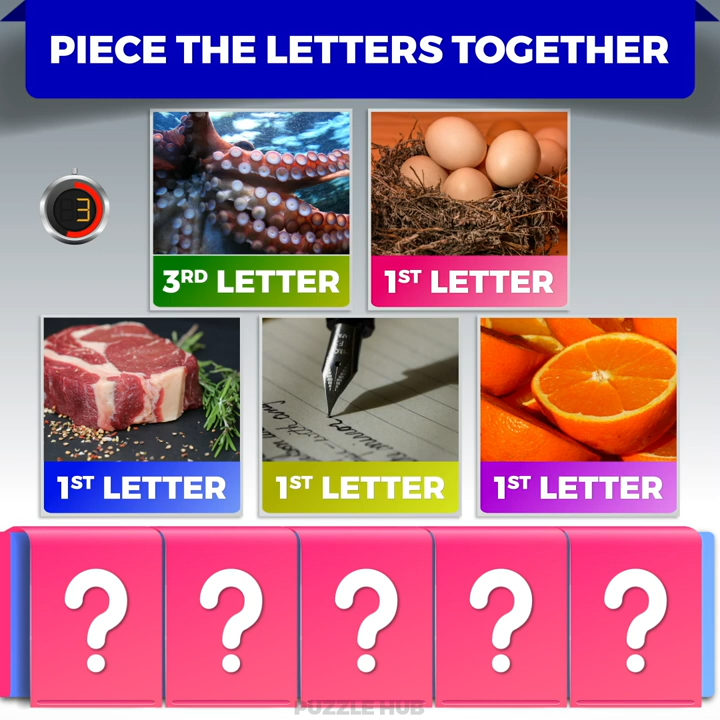 PIECE THE LETTERS TOGETHER
3
3RD LETTER
1ST LETTER
1ST LETTER
1ST LETTER
1ST LETTER
? ? ? ? ?
PUZZLE HUB